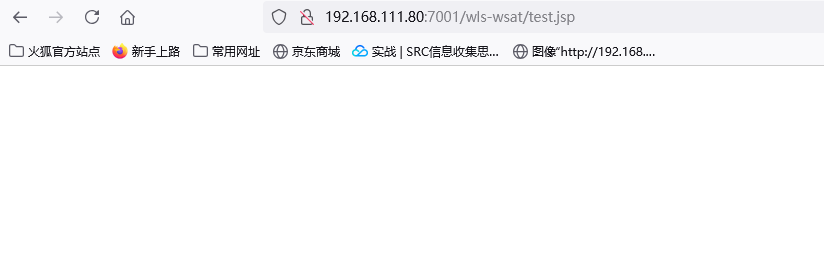 192.168.111.80:7001/wls-wsat/test.jsp
火狐官方站点 新手上路 常用网址 京东商城 实战 | SRC信息收集思... 图像“http://192.168....